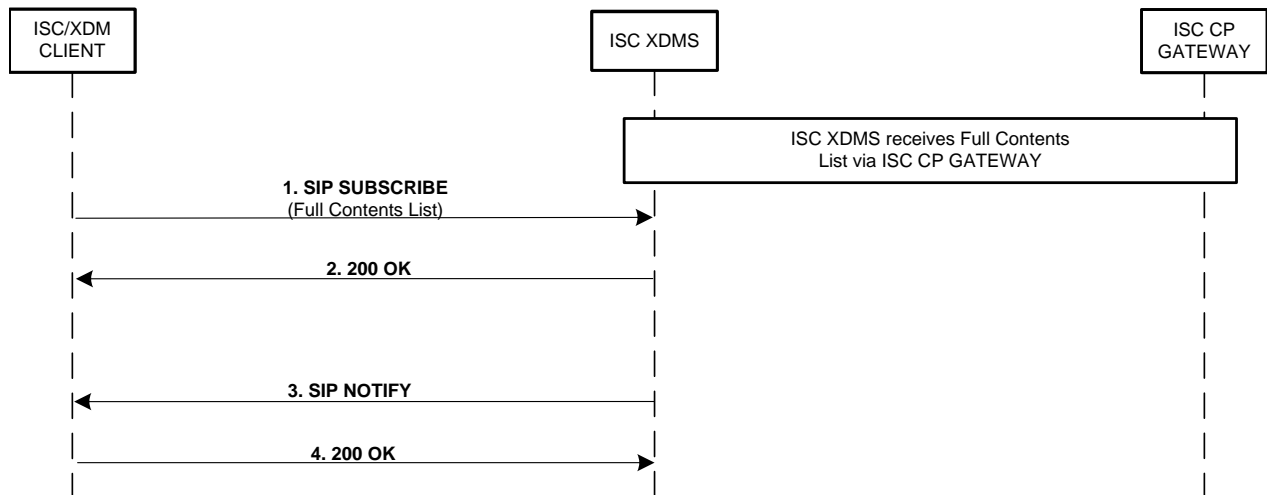 ISC/XDM
CLIENT
ISC XDMS
ISC CP
GATEWAY
ISC XDMS receives Full Contents
List via ISC CP GATEWAY
1. SIP SUBSCRIBE
(Full Contents List)
2. 200 OK
3. SIP NOTIFY
4. 200 OK